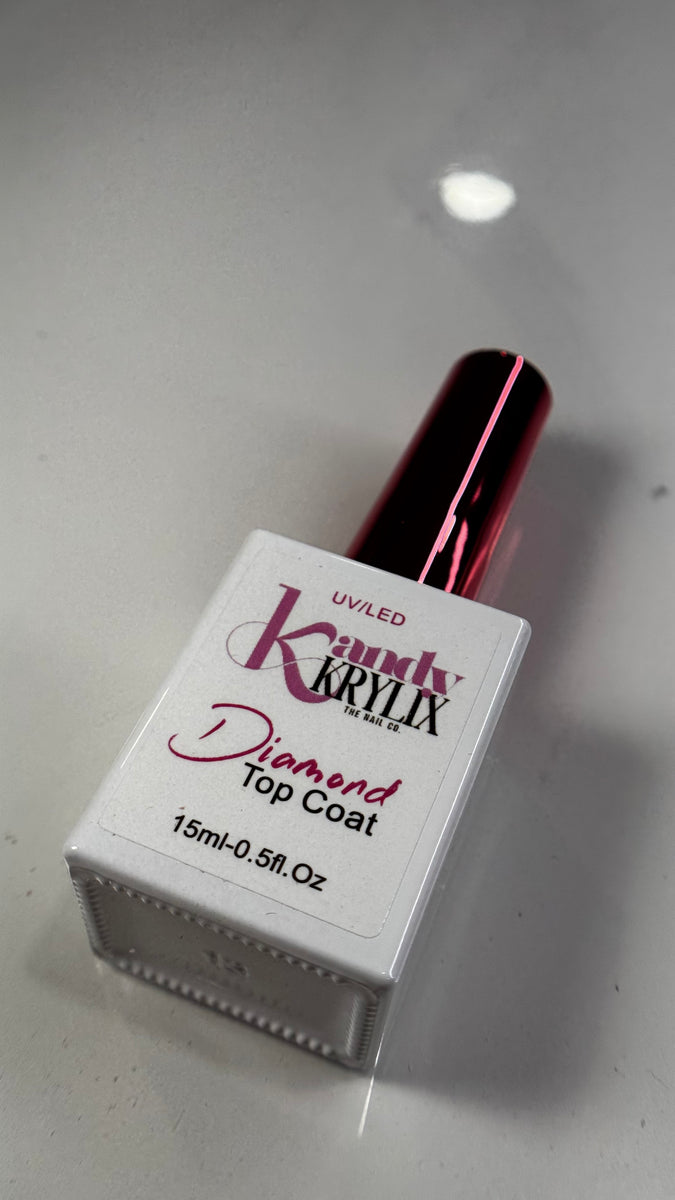 UV/LED
Kandy
KRYLIX
THE NAIL CO.
Diamond
Top Coat
15ml-0.5fl.Oz